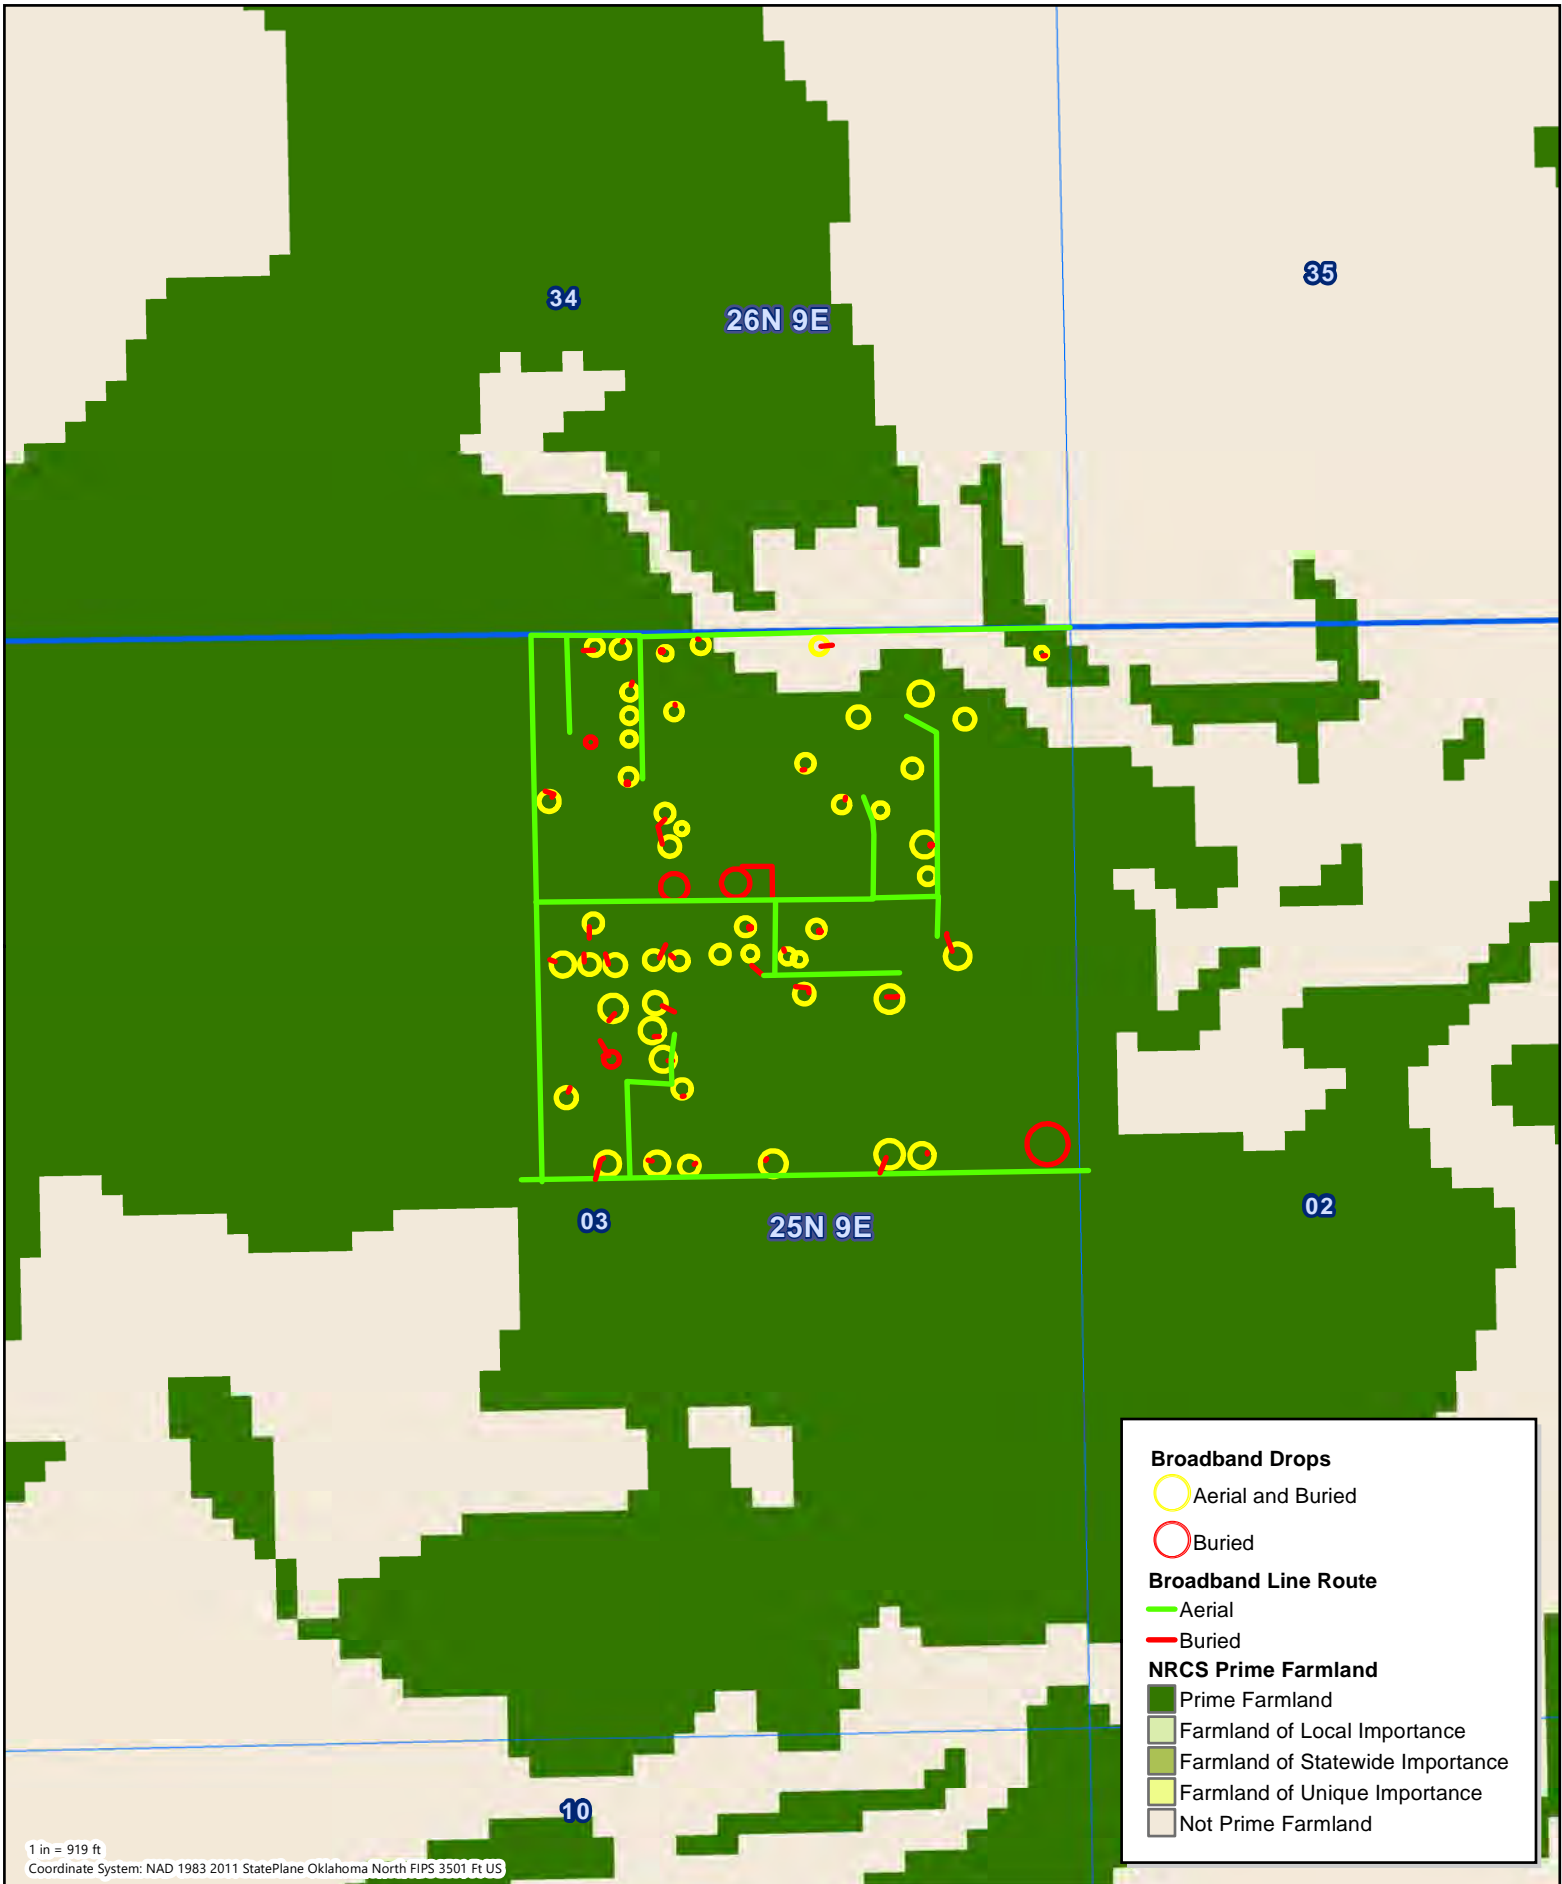 35
34
26N 9E
02
03
25N 9E
Broadband Drops
Aerial and Buried
Buried
Broadband Line Route
Aerial
Buried
NRCS Prime Farmland
Prime Farmland
Farmland of Local Importance
Farmland of Statewide Importance
Farmland of Unique Importance
Not Prime Farmland
10
1 in = 919 ft
Coordinate System: NAD 1983 2011 StatePlane Oklahoma North FIPS 3501 Ft US